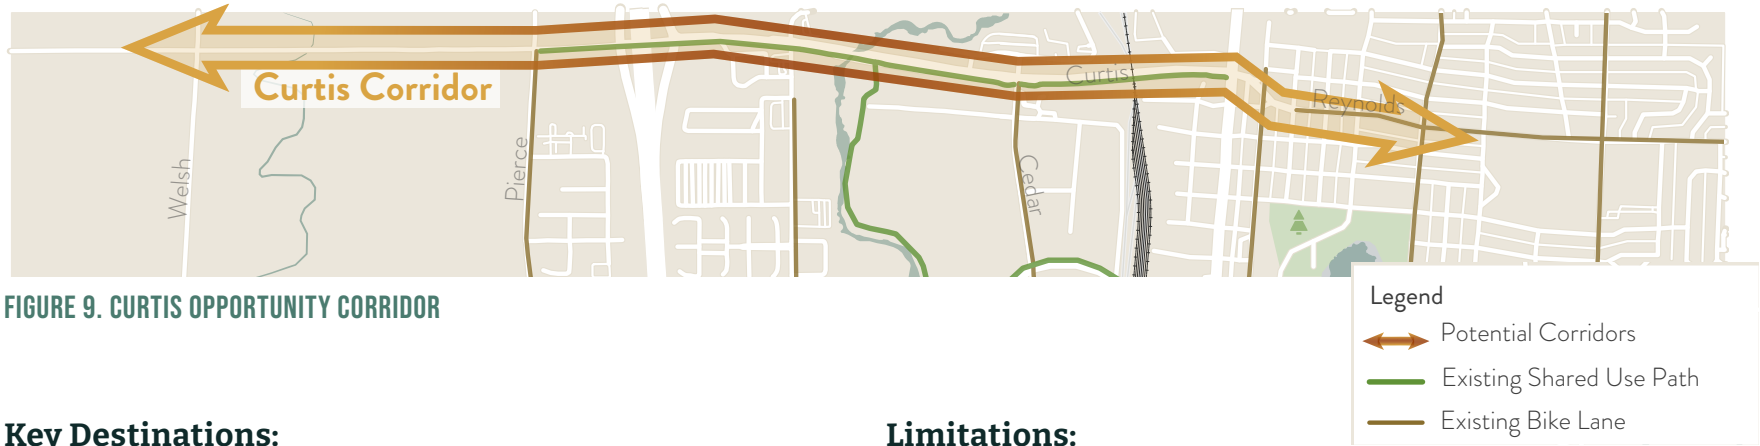 Curtis Corridor
Welsh
Pierce
Cedar
Curtis
Reynolds
FIGURE 9. CURTIS OPPORTUNITY CORRIDOR
Legend
Potential Corridors
Existing Shared Use Path
Existing Bike Lane
Key Destinations:
Limitations: